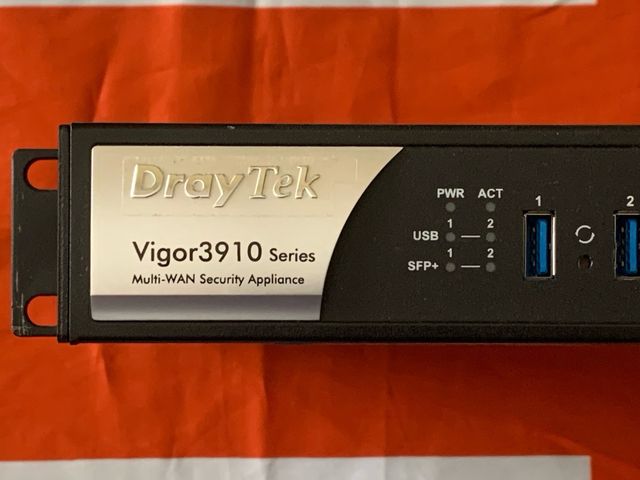 DrayTek
Vigor3910 Series
Multi-WAN Security Appliance
PWR ACT
1 2
USB
1 2
SFP+
1
2